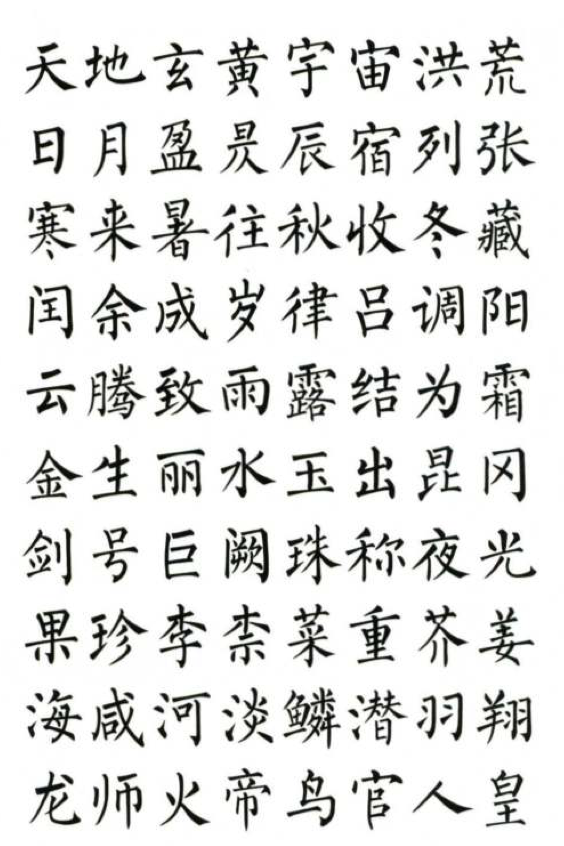 天地玄黄宇宙洪荒
日月盈昃辰宿列张
寒来暑往秋收冬藏
闰余成岁律吕调阳
云腾致雨露结为霜
金生丽水玉出昆冈
剑号巨阙珠称夜光
果珍李柰菜重芥姜
海咸河淡鳞潜羽翔
龙师火帝鸟官人皇